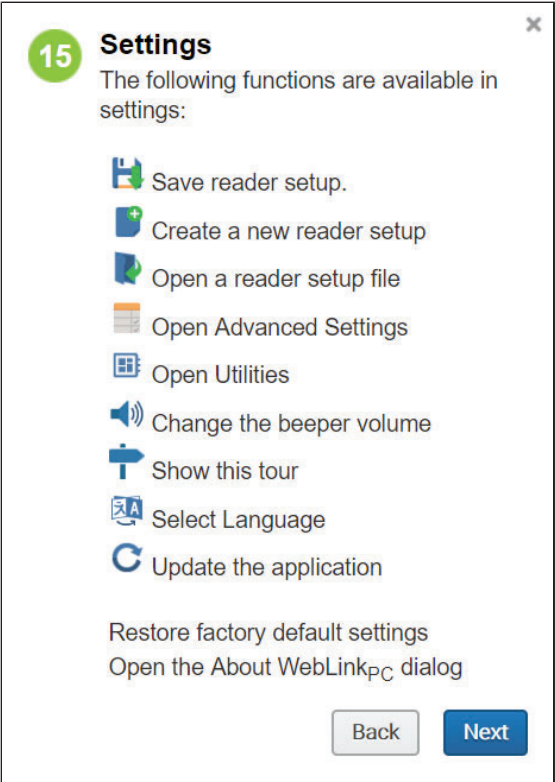 ×
15
Settings
The following functions are available in
settings:
Save reader setup.
Create a new reader setup
Open a reader setup file
Open Advanced Settings
Open Utilities
Change the beeper volume
Show this tour
Select Language
Update the application
Restore factory default settings
Open the About WebLinkPC dialog
Back
Next